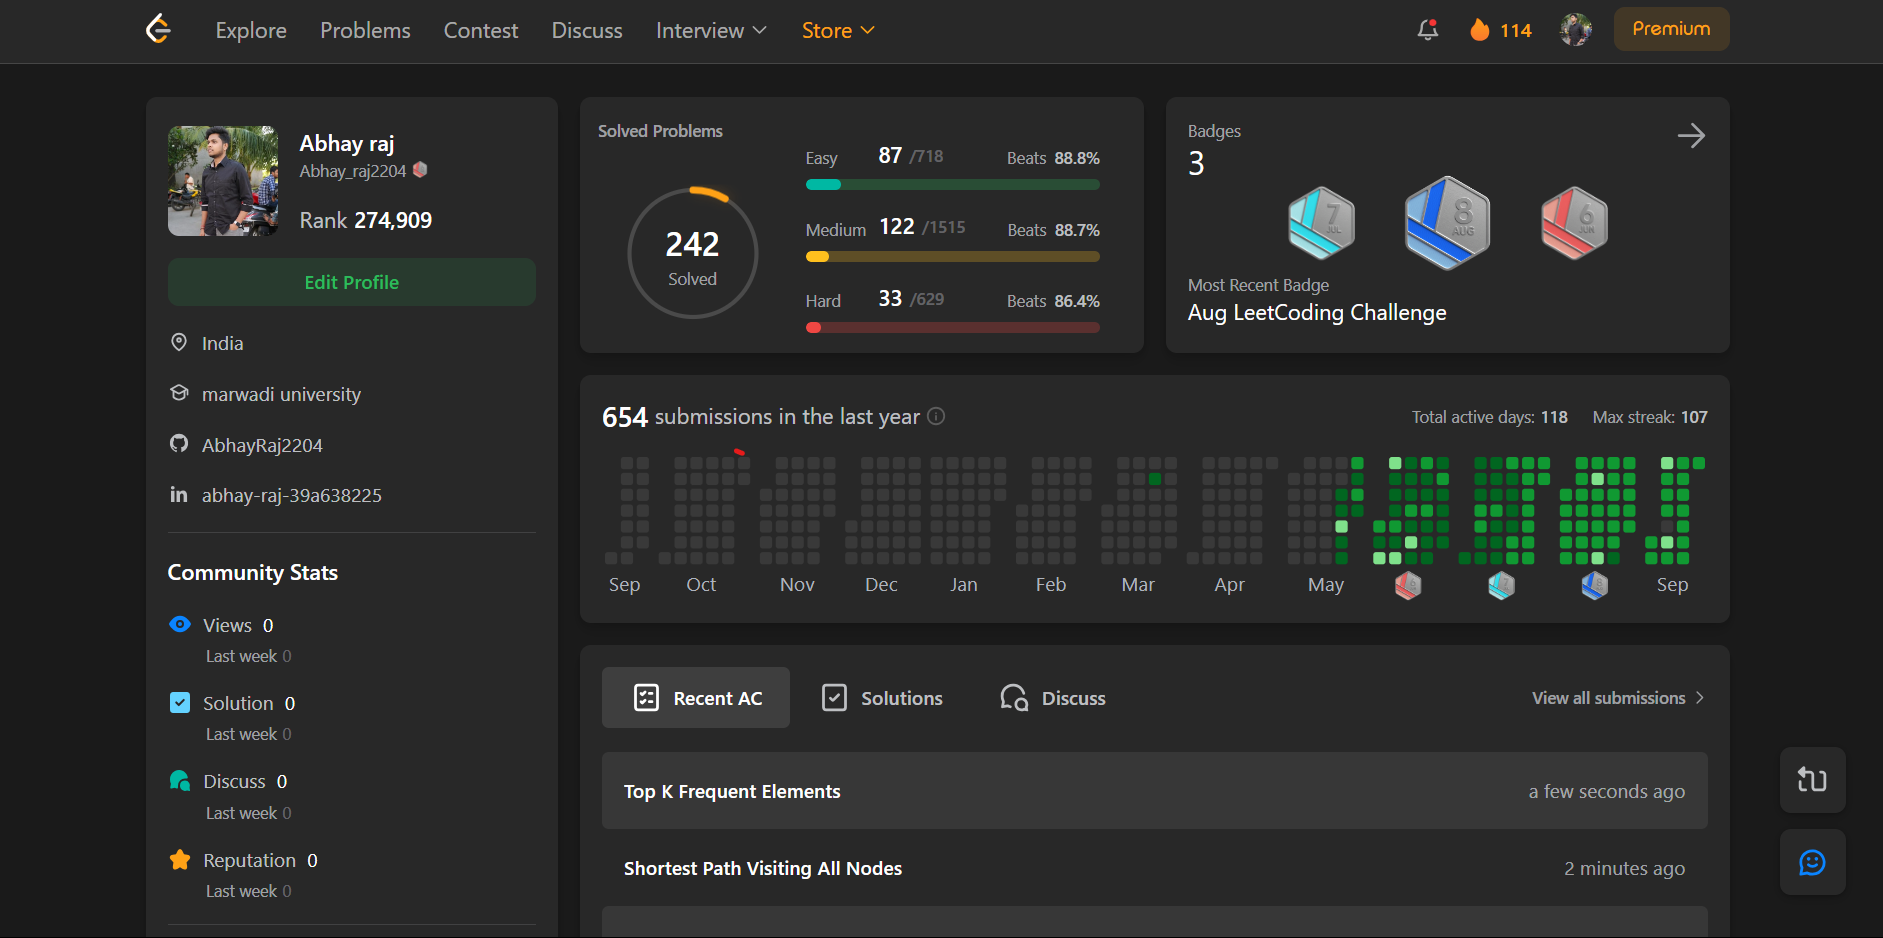 Explore Problems Contest Discuss Interview Store 114 Premium
Abhay raj
Abhay_raj2204
Rank 274,909
Edit Profile
India
marwadi university
AbhayRaj2204
in abhay-raj-39a638225
Community Stats
Views 0
Last week 0
Solution 0
Last week 0
Discuss 0
Last week 0
Reputation 0
Last week 0
Solved Problems
242
Solved
Easy 87 /718 Beats 88.8%
Medium 122 /1515 Beats 88.7%
Hard 33 /629 Beats 86.4%
Badges
3
7 JUL
8 AUG
6 JUN
Most Recent Badge
Aug LeetCoding Challenge
654 submissions in the last year Total active days: 118 Max streak: 107
Sep Oct Nov Dec Jan Feb Mar Apr May Sep
Recent AC Solutions Discuss View all submissions
Top K Frequent Elements a few seconds ago
Shortest Path Visiting All Nodes 2 minutes ago